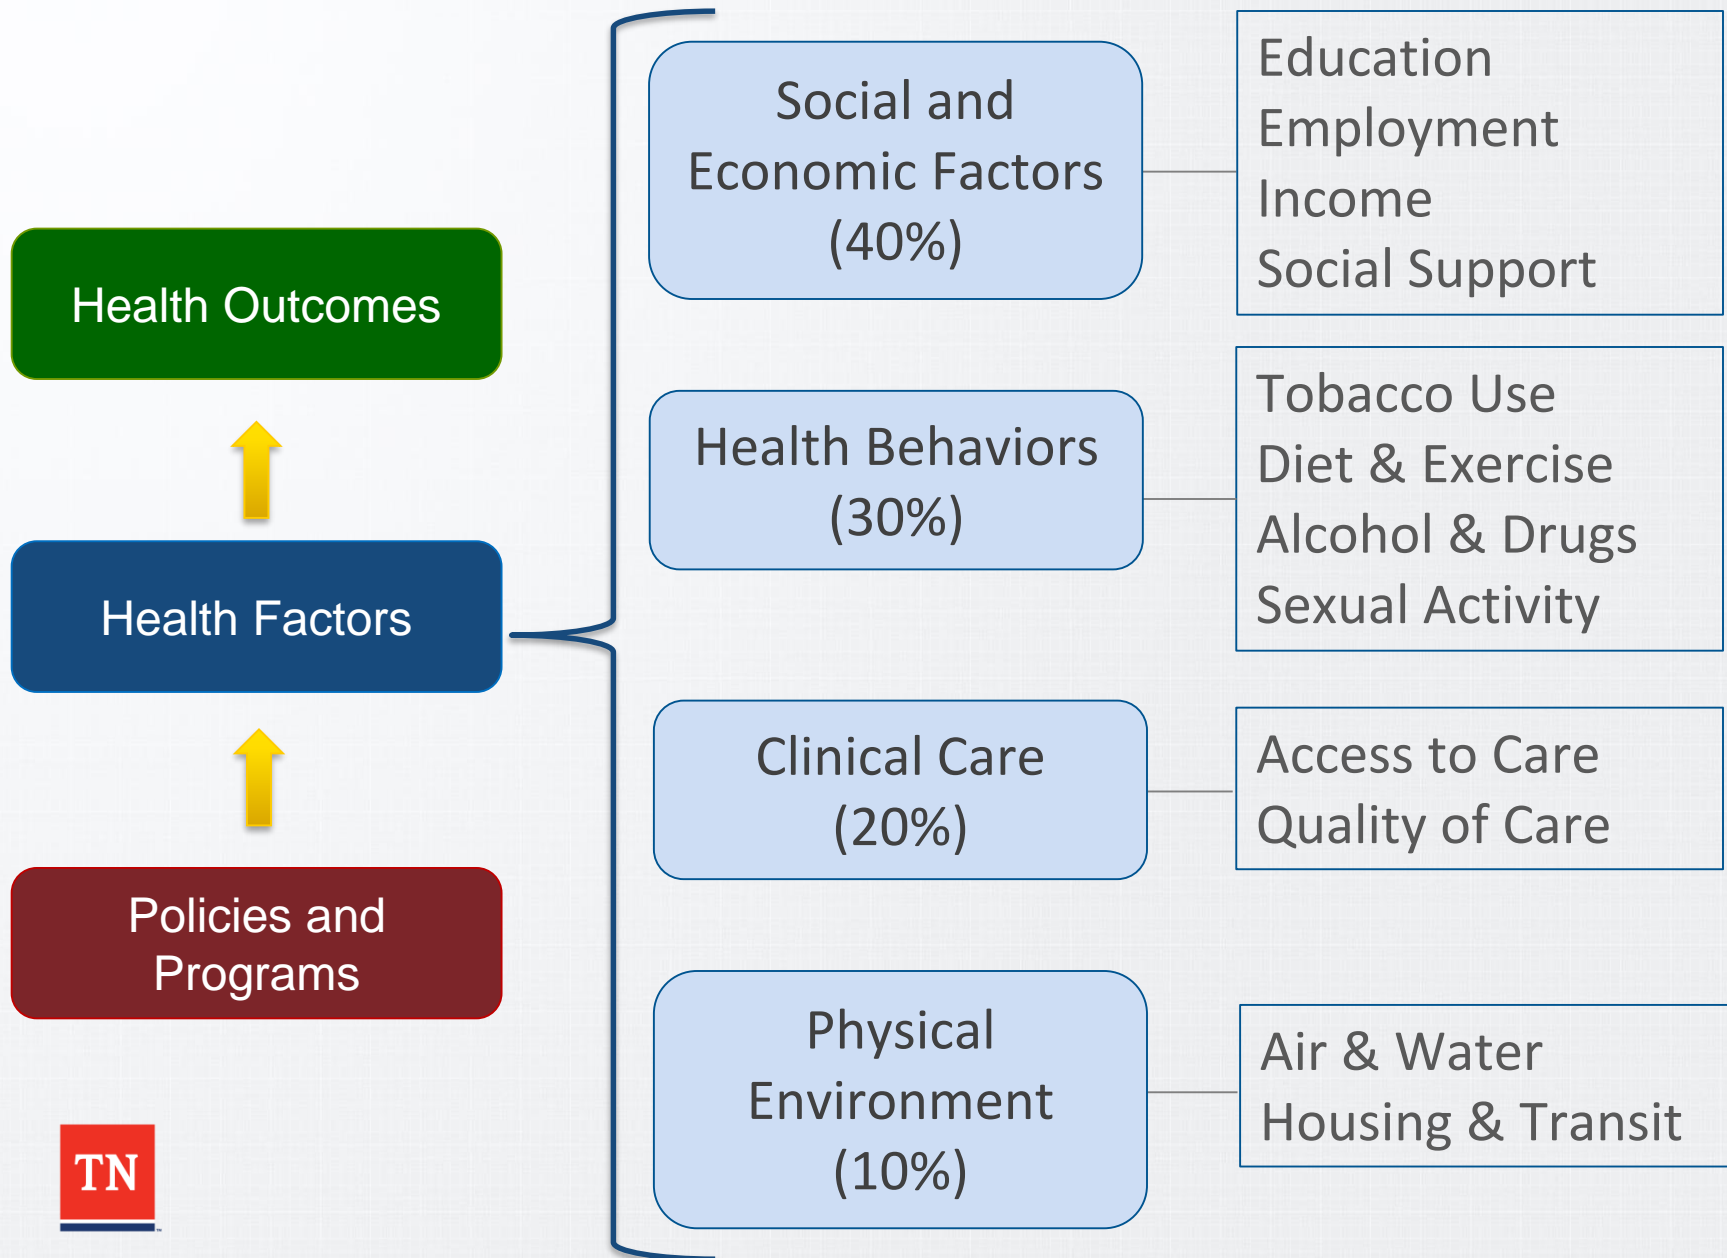 Health Outcomes
Health Factors
Policies and
Programs
Social and
Economic Factors
(40%)
Education
Employment
Income
Social Support
Health Behaviors
(30%)
Tobacco Use
Diet & Exercise
Alcohol & Drugs
Sexual Activity
Clinical Care
(20%)
Access to Care
Quality of Care
Physical
Environment
(10%)
Air & Water
Housing & Transit
TN